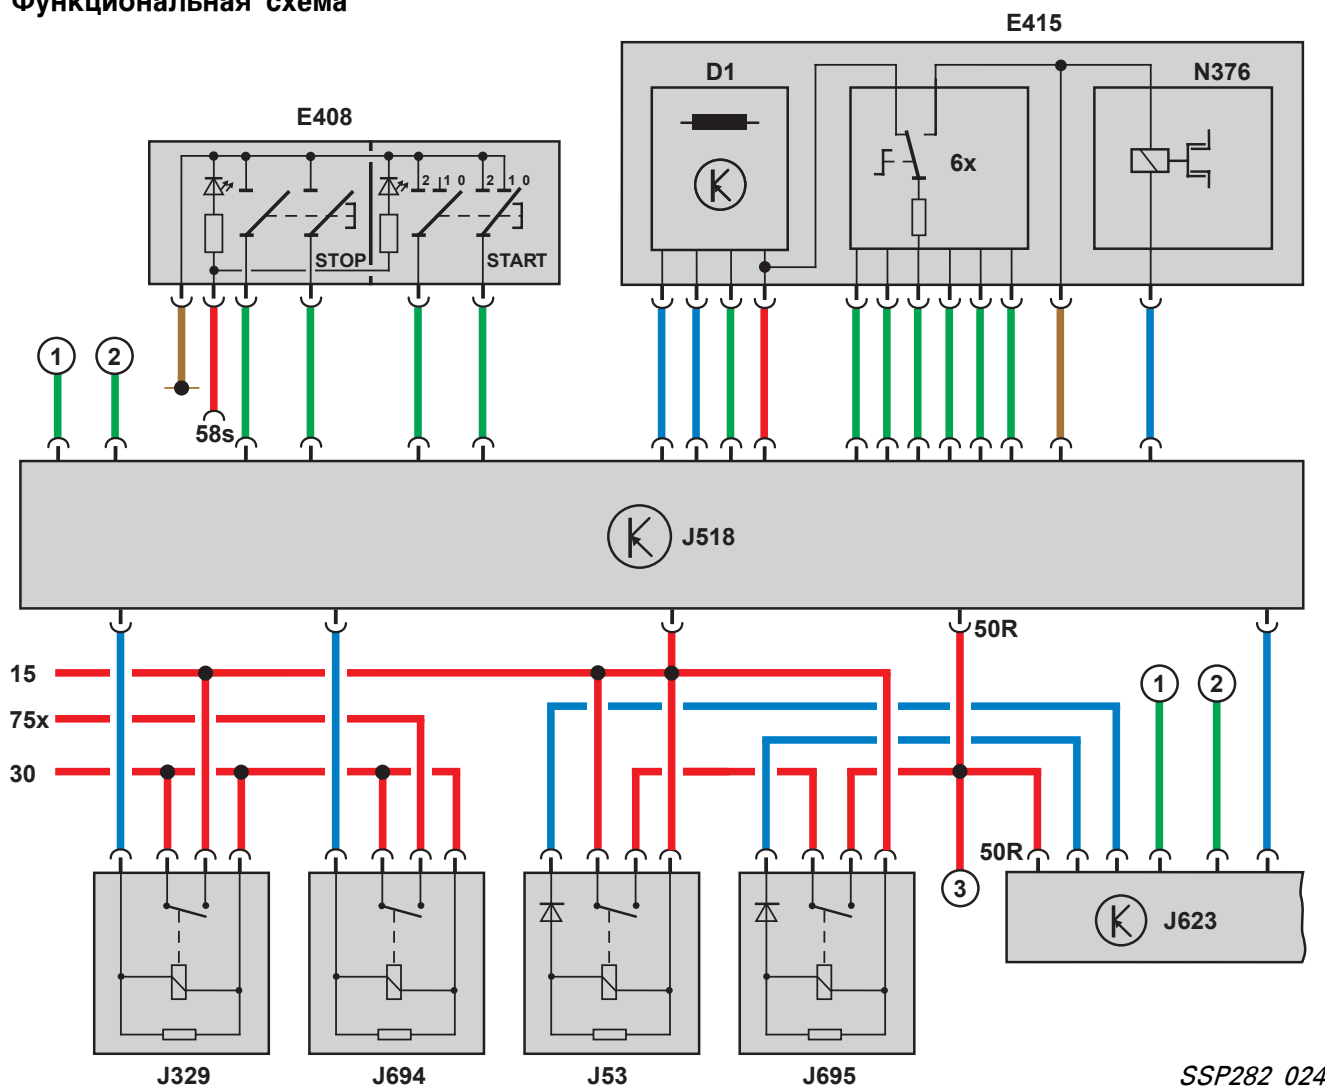 Функциональная схема
E415
D1
N376
E408
6x
2 1 0
2 1 0
STOP
START
1
2
58s
J518
50R
15
1
2
75x
30
50R
3
J623
J329
J694
J53
J695
SSP282 024